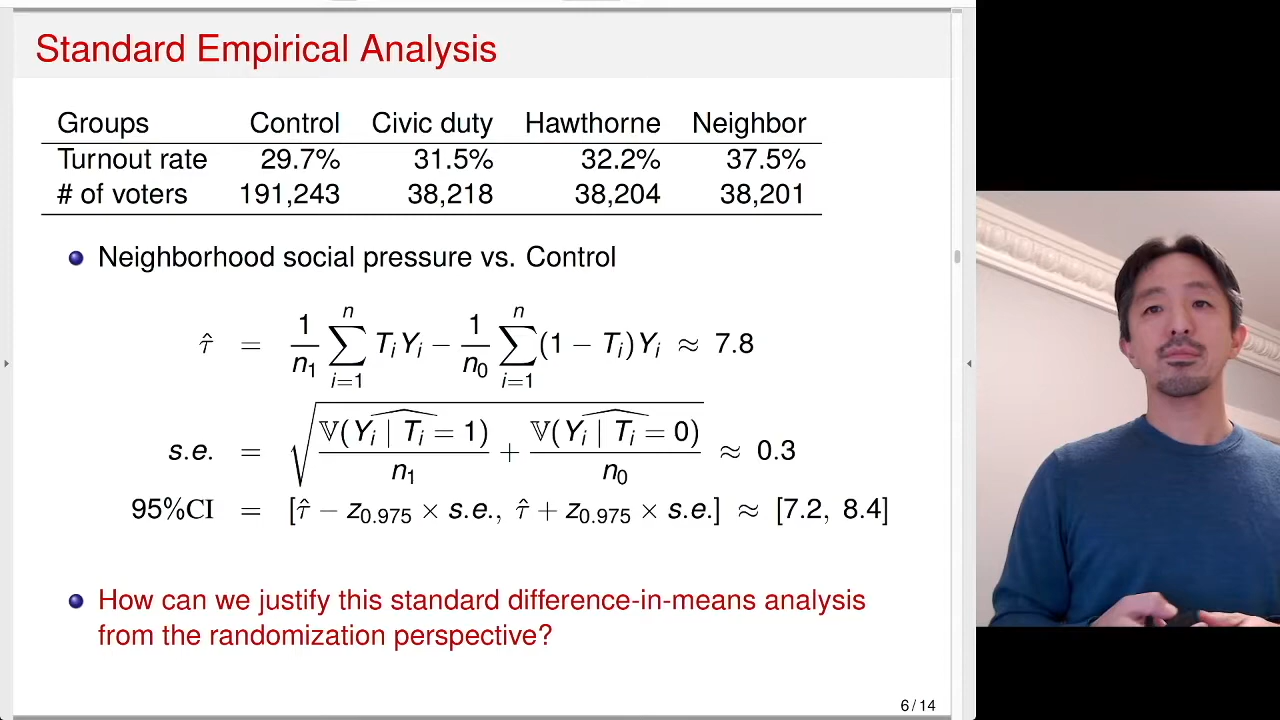 Standard Empirical Analysis
Groups Control Civic duty Hawthorne Neighbor
Turnout rate 29.7% 31.5% 32.2% 37.5%
# of voters 191,243 38,218 38,204 38,201
Neighborhood social pressure vs. Control
τ̂ = 1/n₁ ∑ᵢ₌₁ⁿ TᵢYᵢ − 1/n₀ ∑ᵢ₌₁ⁿ (1 − Tᵢ)Yᵢ ≈ 7.8
s.e. = √( \widehat{𝕍(Yᵢ | Tᵢ = 1)}/n₁ + \widehat{𝕍(Yᵢ | Tᵢ = 0)}/n₀ ) ≈ 0.3
95%CI = [τ̂ − z₀.₉₇₅ × s.e., τ̂ + z₀.₉₇₅ × s.e.] ≈ [7.2, 8.4]
How can we justify this standard difference-in-means analysis
from the randomization perspective?
6 / 14